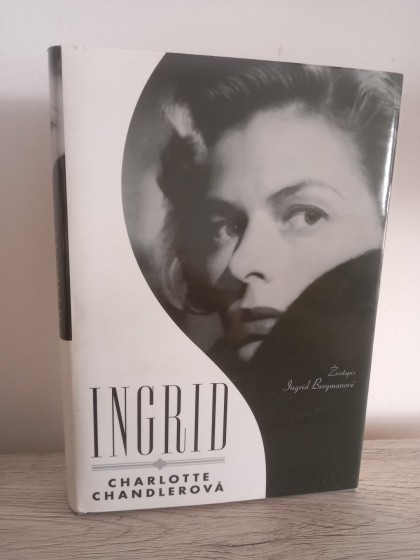 Životopis
Ingrid Bergmanové
INGRID
CHARLOTTE
CHANDLEROVÁ